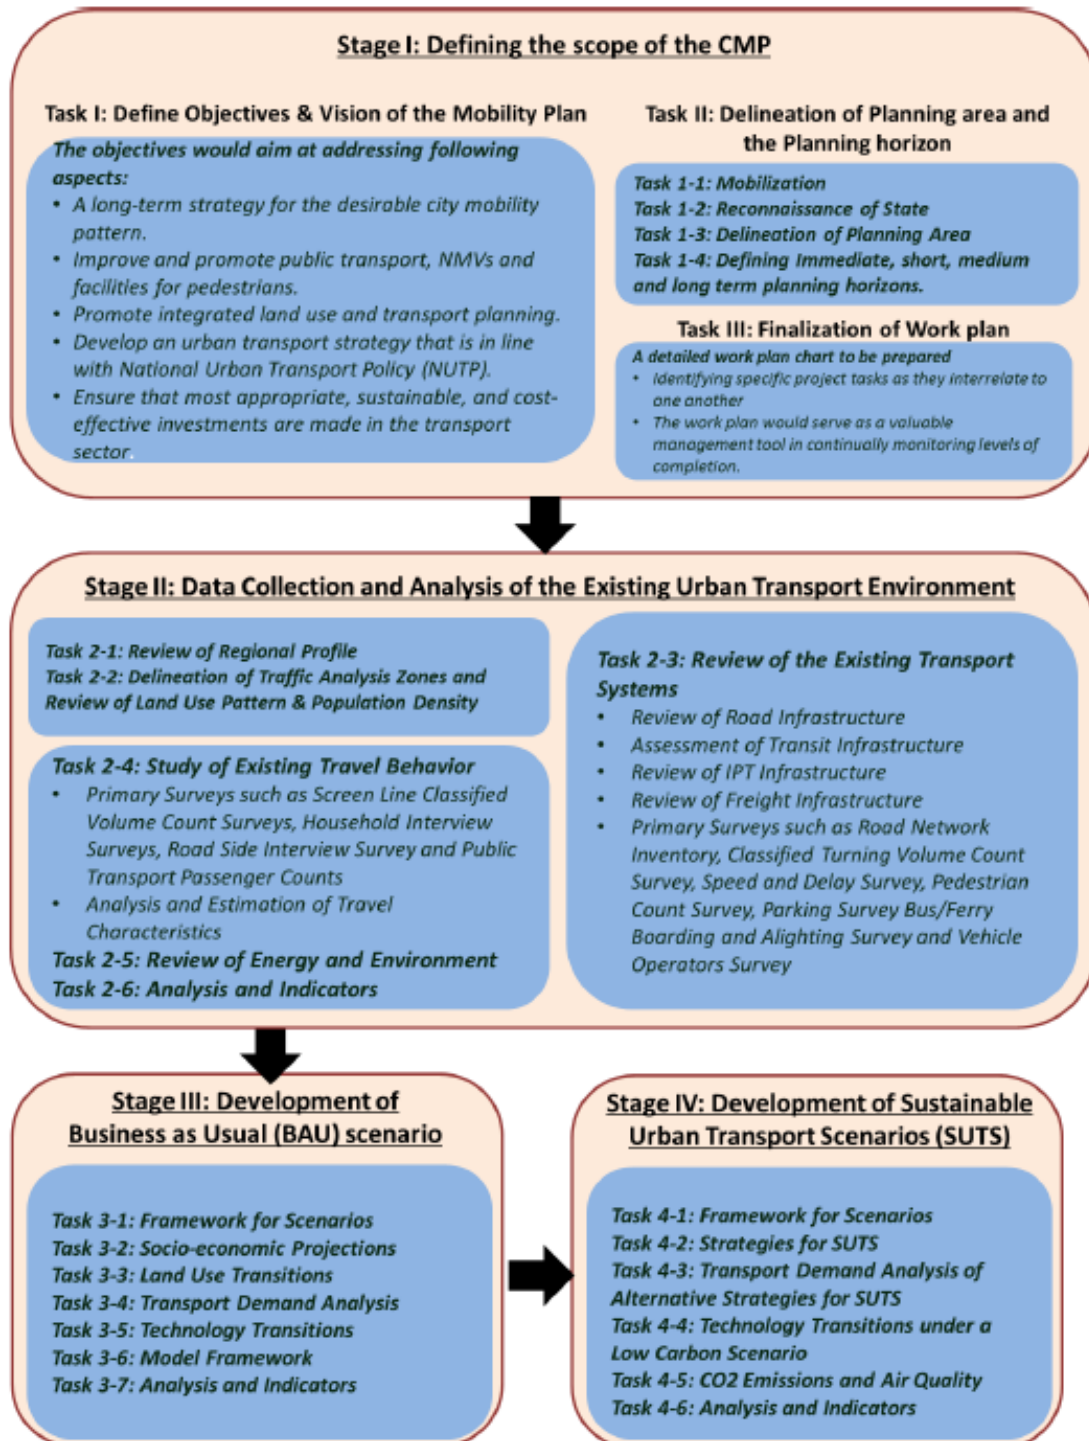 Stage I: Defining the scope of the CMP
Task I: Define Objectives & Vision of the Mobility Plan
The objectives would aim at addressing following
aspects:
• A long-term strategy for the desirable city mobility
pattern.
• Improve and promote public transport, NMVs and
facilities for pedestrians.
• Promote integrated land use and transport planning.
• Develop an urban transport strategy that is in line
with National Urban Transport Policy (NUTP).
• Ensure that most appropriate, sustainable, and cost-
effective investments are made in the transport
sector.
Task II: Delineation of Planning area and
the Planning horizon
Task 1-1: Mobilization
Task 1-2: Reconnaissance of State
Task 1-3: Delineation of Planning Area
Task 1-4: Defining Immediate, short, medium
and long term planning horizons.
Task III: Finalization of Work plan
A detailed work plan chart to be prepared
• Identifying specific project tasks as they interrelate to
one another
• The work plan would serve as a valuable
management tool in continually monitoring levels of
completion.
Stage II: Data Collection and Analysis of the Existing Urban Transport Environment
Task 2-1: Review of Regional Profile
Task 2-2: Delineation of Traffic Analysis Zones and
Review of Land Use Pattern & Population Density
Task 2-4: Study of Existing Travel Behavior
• Primary Surveys such as Screen Line Classified
Volume Count Surveys, Household Interview
Surveys, Road Side Interview Survey and Public
Transport Passenger Counts
• Analysis and Estimation of Travel
Characteristics
Task 2-5: Review of Energy and Environment
Task 2-6: Analysis and Indicators
Task 2-3: Review of the Existing Transport
Systems
• Review of Road Infrastructure
• Assessment of Transit Infrastructure
• Review of IPT Infrastructure
• Review of Freight Infrastructure
• Primary Surveys such as Road Network
Inventory, Classified Turning Volume Count
Survey, Speed and Delay Survey, Pedestrian
Count Survey, Parking Survey Bus/Ferry
Boarding and Alighting Survey and Vehicle
Operators Survey
Stage III: Development of
Business as Usual (BAU) scenario
Task 3-1: Framework for Scenarios
Task 3-2: Socio-economic Projections
Task 3-3: Land Use Transitions
Task 3-4: Transport Demand Analysis
Task 3-5: Technology Transitions
Task 3-6: Model Framework
Task 3-7: Analysis and Indicators
Stage IV: Development of Sustainable
Urban Transport Scenarios (SUTS)
Task 4-1: Framework for Scenarios
Task 4-2: Strategies for SUTS
Task 4-3: Transport Demand Analysis of
Alternative Strategies for SUTS
Task 4-4: Technology Transitions under a
Low Carbon Scenario
Task 4-5: CO2 Emissions and Air Quality
Task 4-6: Analysis and Indicators